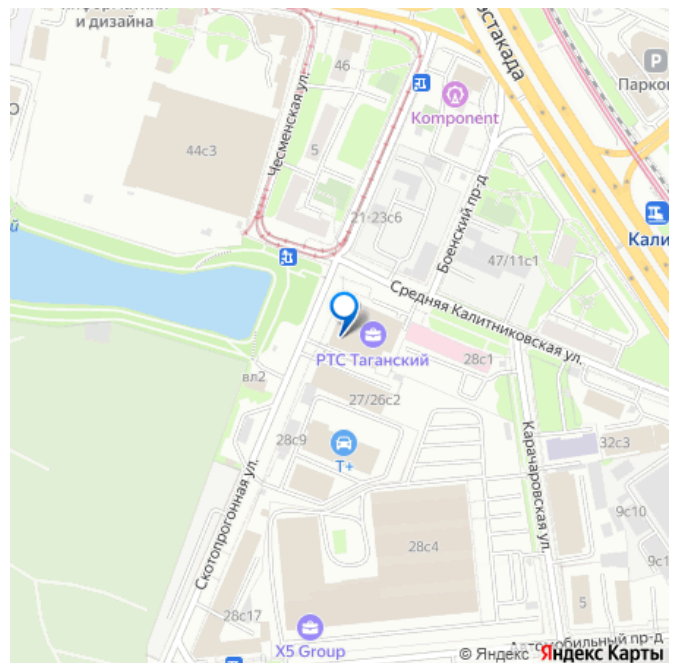 и дизайна
46
стакада
Парко
Komponent
Чесменская ул.
44с3
5
21-23с6
Боенский пр-д
47/11с1
Кали
й
Средняя Калитниковская ул.
РТС Таганский
28с1
вл2
27/26с2
28с9
Т+
Карачаровская ул.
32с3
9с10
Скотопрогонная ул.
28с4
9с1
5
28с17
X5 Group
Автомобильный пр-д
© Яндекс Яндекс Карты